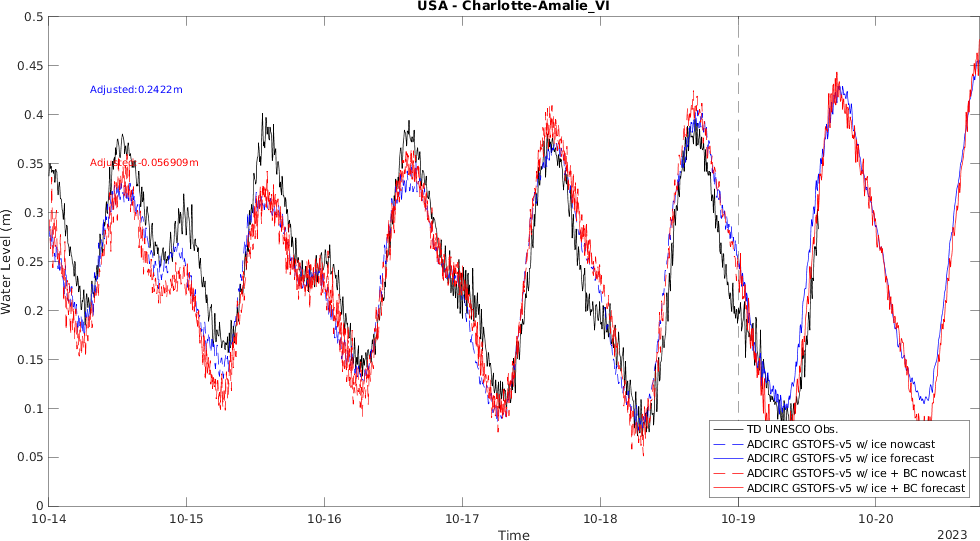 USA - Charlotte-Amalie_VI
0.5
0.45
0.4
0.35
0.3
0.25
0.2
0.15
0.1
0.05
0
Water Level (m)
Adjusted:0.2422m
Adjusted:-0.056909m
TD UNESCO Obs.
ADCIRC GSTOFS-v5 w/ ice nowcast
ADCIRC GSTOFS-v5 w/ ice forecast
ADCIRC GSTOFS-v5 w/ ice + BC nowcast
ADCIRC GSTOFS-v5 w/ ice + BC forecast
10-14 10-15 10-16 10-17 10-18 10-19 10-20
Time
2023